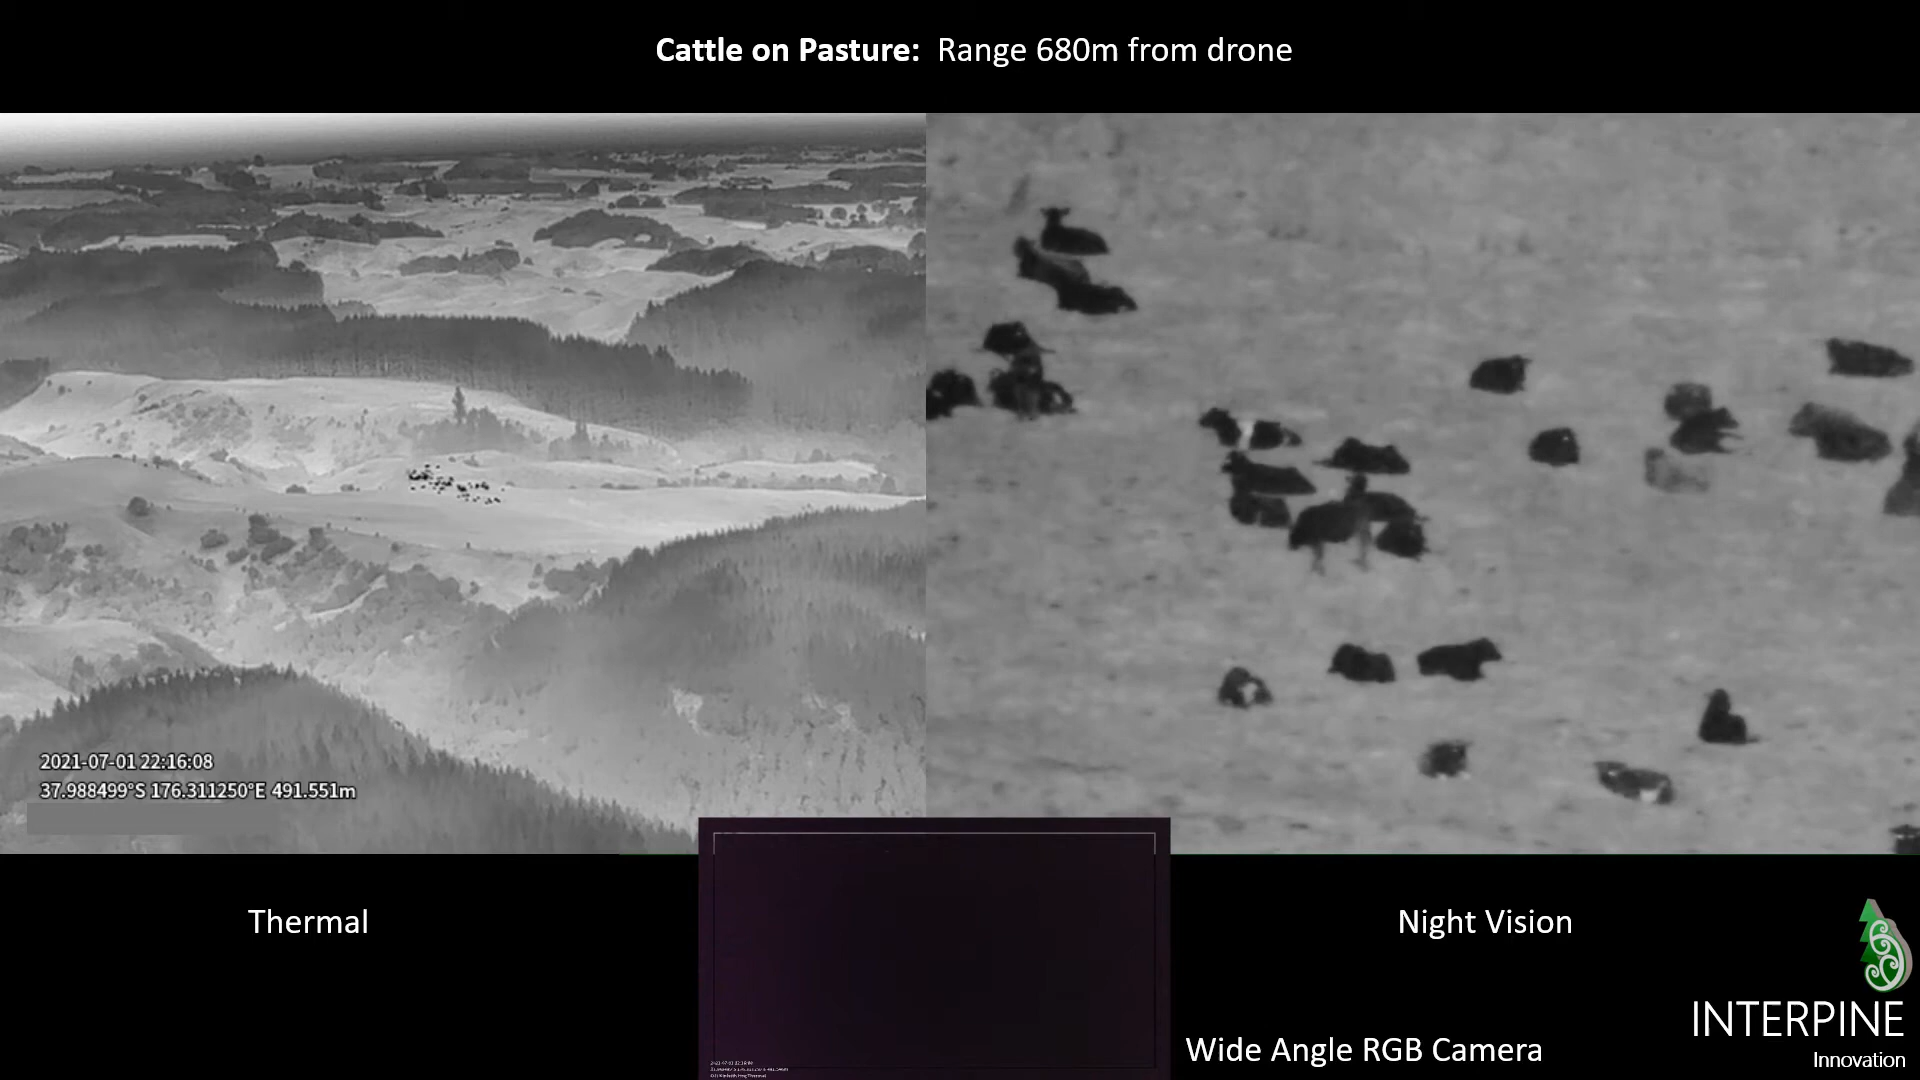 Cattle on Pasture: Range 680m from drone
2021-07-01 22:16:08
37.988499°S 176.311250°E 491.551m
Thermal
Night Vision
Wide Angle RGB Camera
INTERPINE
Innovation